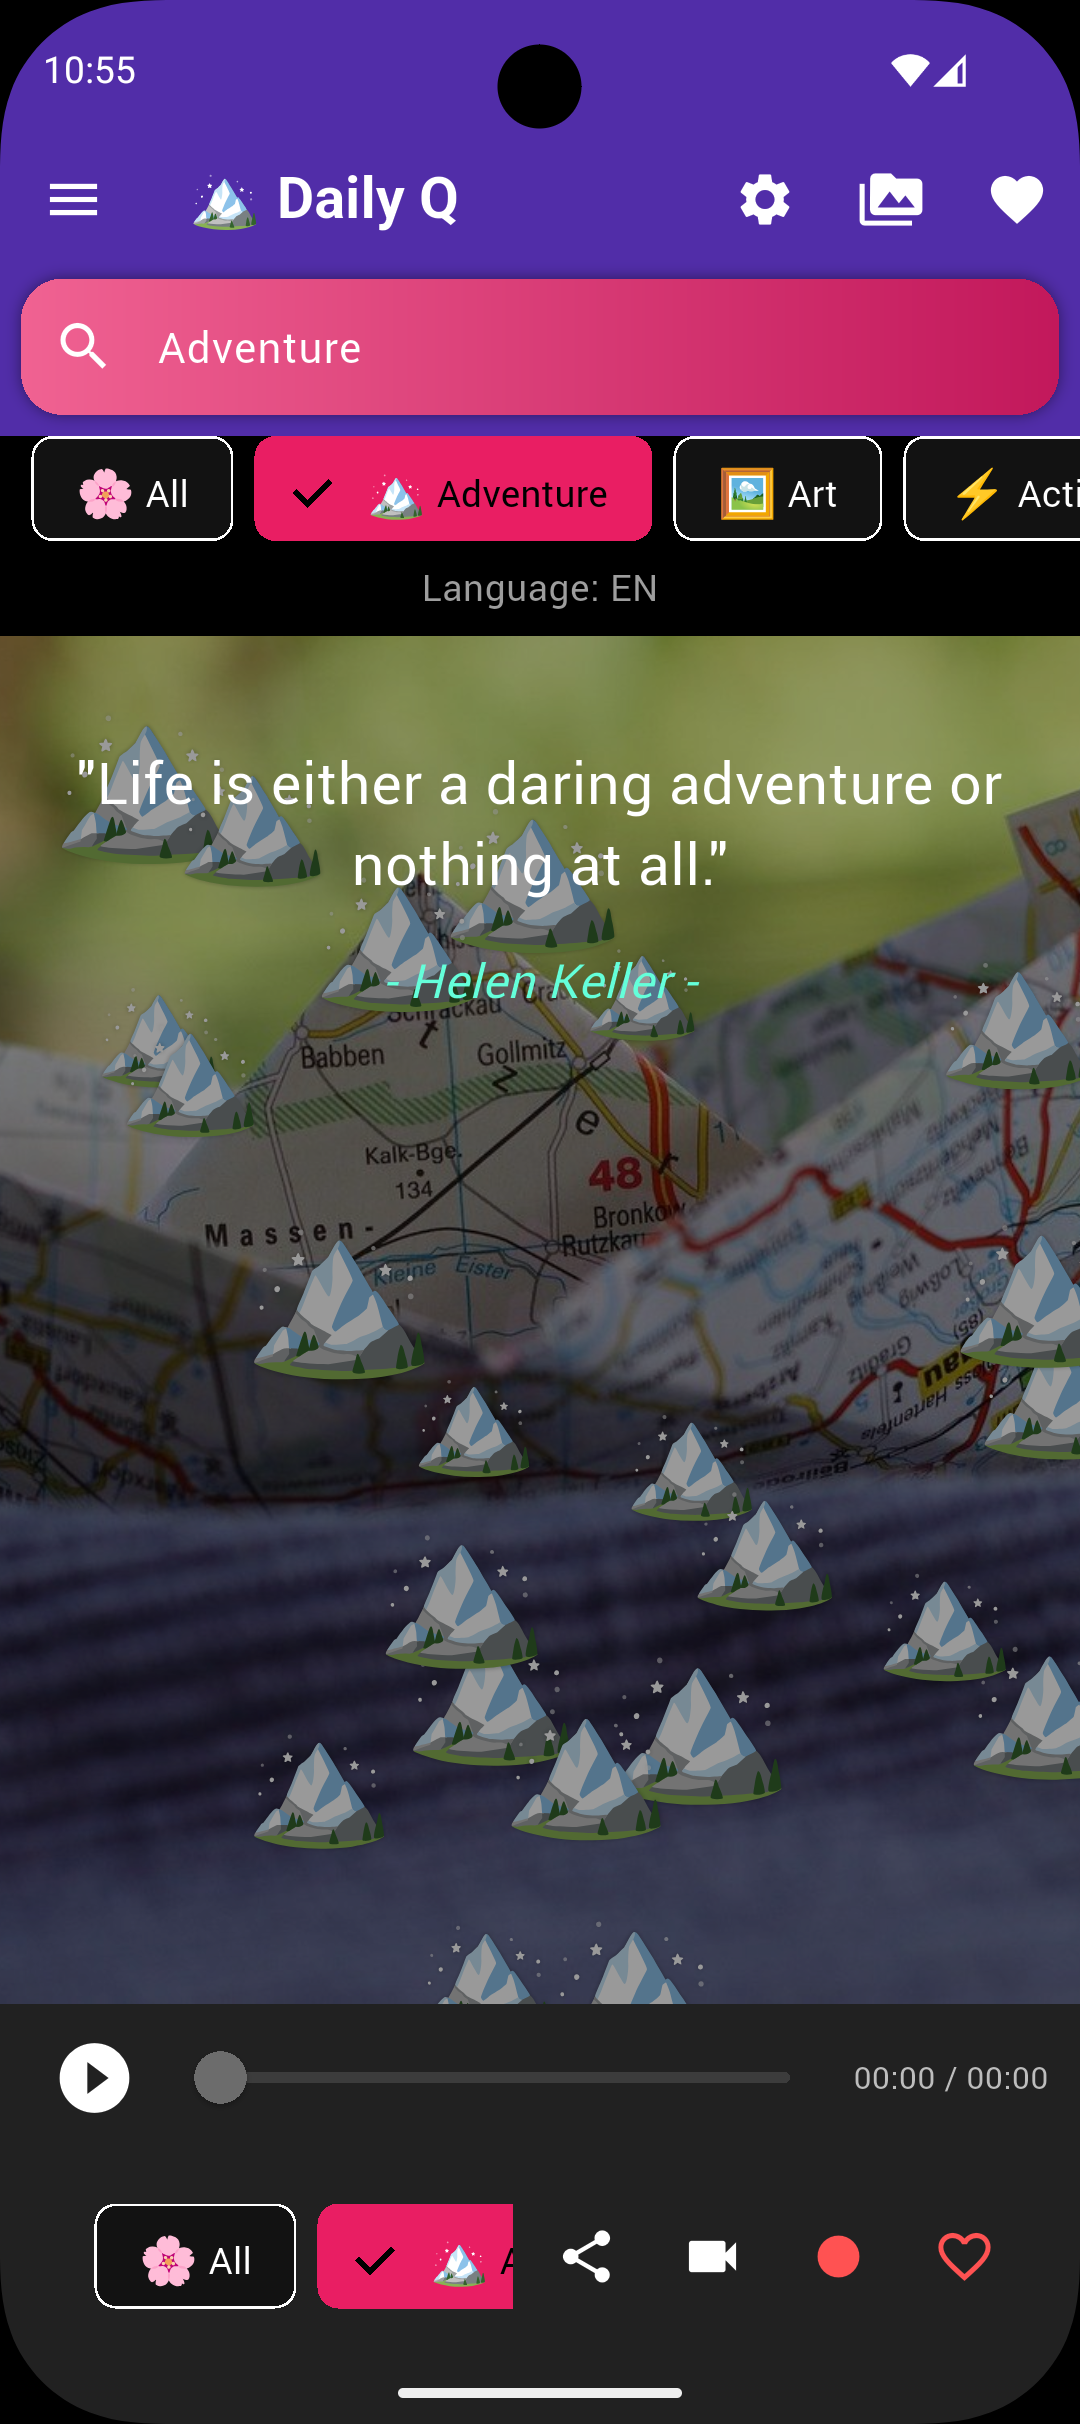 10:55
Daily Q
Adventure
All
Adventure
Art
Acti
Language: EN
"Life is either a daring adventure or
nothing at all."
- Helen Keller -
Babben
Gollmitz
Kalk-Bge.
134
48
e
r
Massen-
Bronkow
Rutzkau
Kleine Elster
00:00 / 00:00
All